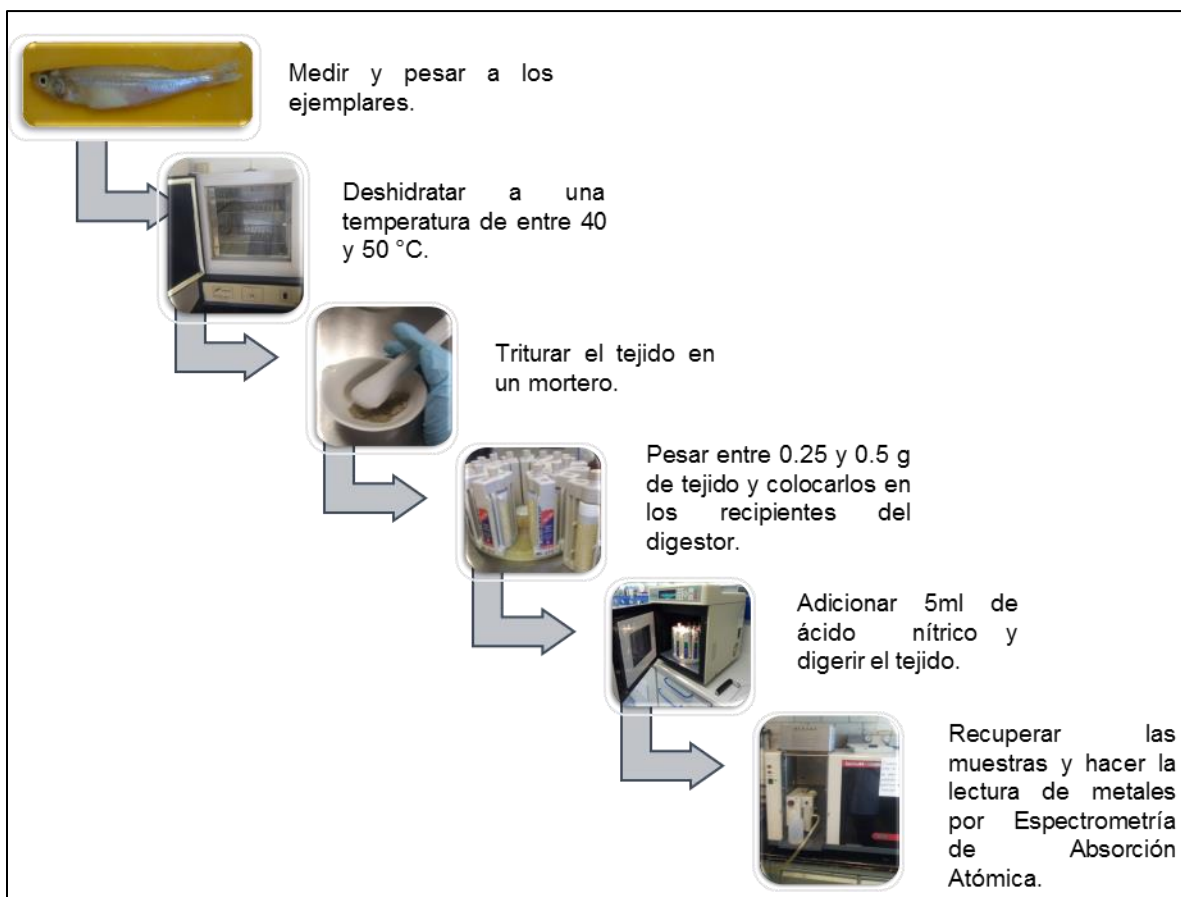 Medir y pesar a los
ejemplares.
Deshidratar a una
temperatura de entre 40
y 50 °C.
Triturar el tejido en
un mortero.
Pesar entre 0.25 y 0.5 g
de tejido y colocarlos en
los recipientes del
digestor.
Adicionar 5ml de
ácido nítrico y
digerir el tejido.
Recuperar las
muestras y hacer la
lectura de metales
por Espectrometría
de Absorción
Atómica.